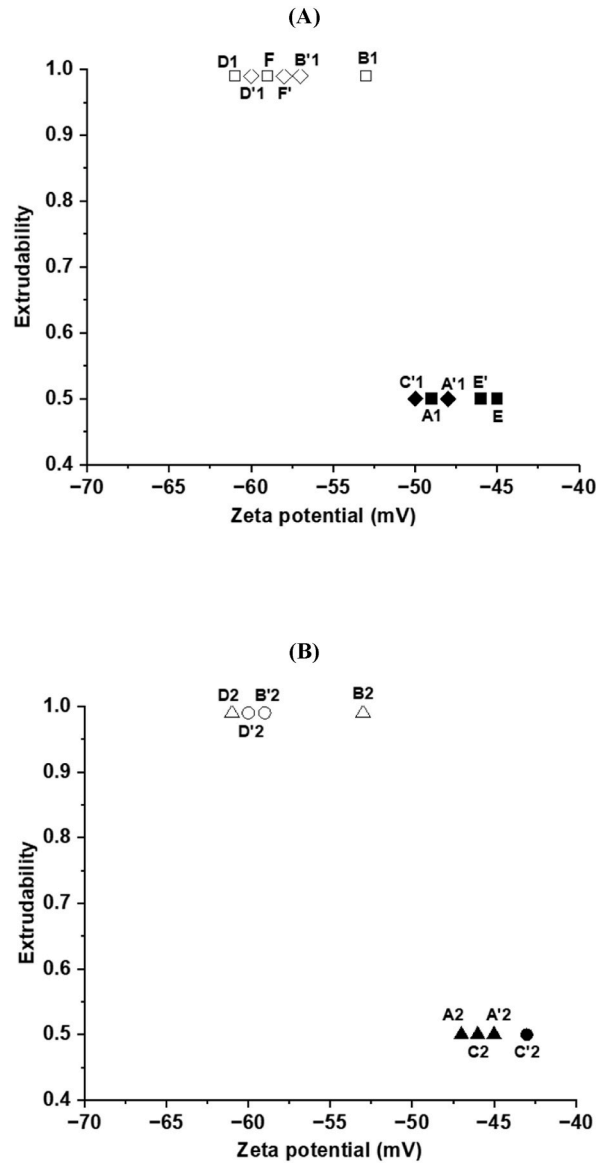 (A)
D1 F B'1 B1
D'1 F'
1.0
0.9
0.8
0.7
0.6
0.5
0.4
Extrudability
C'1 A'1 E'
A1 E
−70 −65 −60 −55 −50 −45 −40
Zeta potential (mV)
(B)
D2 B'2 B2
D'2
1.0
0.9
0.8
0.7
0.6
0.5
0.4
Extrudability
A2 A'2
C2 C'2
−70 −65 −60 −55 −50 −45 −40
Zeta potential (mV)